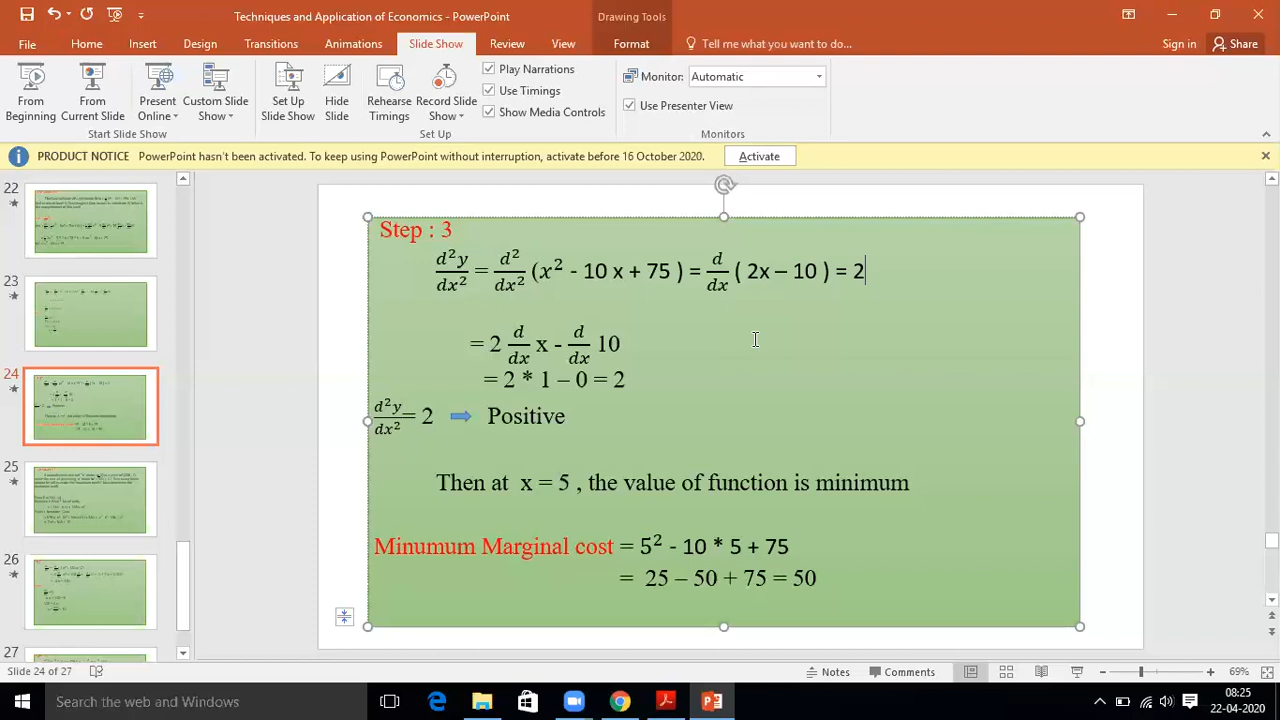 Techniques and Application of Economics - PowerPoint
Drawing Tools
File Home Insert Design Transitions Animations Slide Show Review View Format Tell me what you want to do... Sign in Share
From Beginning
From Current Slide
Present Online
Custom Slide Show
Start Slide Show
Set Up Slide Show
Hide Slide
Rehearse Timings
Record Slide Show
Play Narrations
Use Timings
Show Media Controls
Set Up
Monitor: Automatic
Use Presenter View
Monitors
PRODUCT NOTICE PowerPoint hasn't been activated. To keep using PowerPoint without interruption, activate before 16 October 2020. Activate
22
23
24
25
26
27
Step : 3
d²y/dx² = d²/dx² (x² - 10 x + 75 ) = d/dx ( 2x – 10 ) = 2
= 2 d/dx x - d/dx 10
= 2 * 1 – 0 = 2
d²y/dx² = 2 Positive
Then at x = 5 , the value of function is minimum
Minumum Marginal cost = 5² - 10 * 5 + 75
= 25 – 50 + 75 = 50
Slide 24 of 27 Notes Comments 69%
Search the web and Windows
08:25
22-04-2020